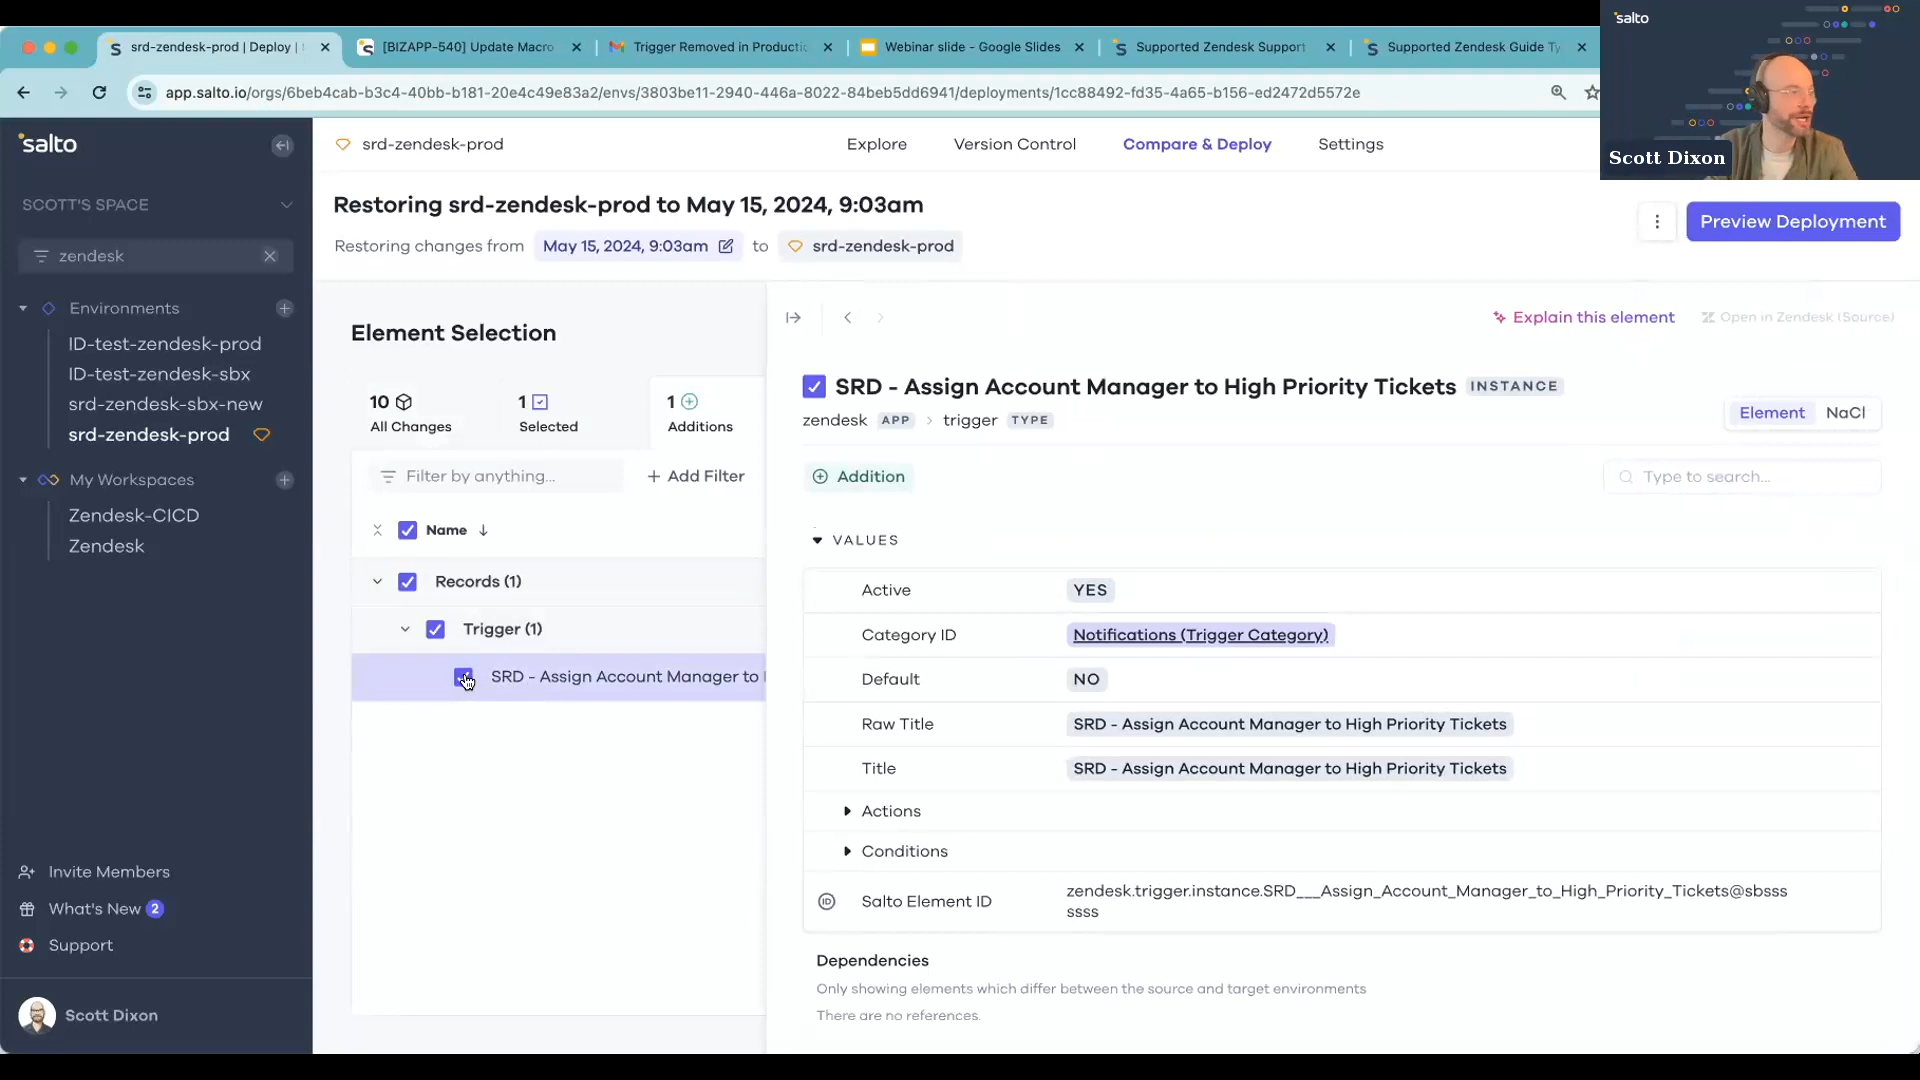 srd-zendesk-prod | Deploy |
[BIZAPP-540] Update Macro
Trigger Removed in Producti
Webinar slide - Google Slides
Supported Zendesk Support
Supported Zendesk Guide Ty
app.salto.io/orgs/6beb4cab-b3c4-40bb-b181-20e4c49e83a2/envs/3803be11-2940-446a-8022-84beb5dd6941/deployments/1cc88492-fd35-4a65-b156-ed2472d5572e
salto
Scott Dixon
salto
SCOTT'S SPACE
zendesk
Environments
ID-test-zendesk-prod
ID-test-zendesk-sbx
srd-zendesk-sbx-new
srd-zendesk-prod
My Workspaces
Zendesk-CICD
Zendesk
Invite Members
What's New 2
Support
Scott Dixon
srd-zendesk-prod
Explore
Version Control
Compare & Deploy
Settings
Restoring srd-zendesk-prod to May 15, 2024, 9:03am
Restoring changes from May 15, 2024, 9:03am to srd-zendesk-prod
Preview Deployment
Element Selection
10
All Changes
1
Selected
1
Additions
Filter by anything...
+ Add Filter
Name
Records (1)
Trigger (1)
SRD - Assign Account Manager to
Explain this element
Open in Zendesk (Source)
SRD - Assign Account Manager to High Priority Tickets INSTANCE
zendesk APP > trigger TYPE
Element
NaCl
Addition
Type to search...
VALUES
Active YES
Category ID Notifications (Trigger Category)
Default NO
Raw Title SRD - Assign Account Manager to High Priority Tickets
Title SRD - Assign Account Manager to High Priority Tickets
Actions
Conditions
ID Salto Element ID zendesk.trigger.instance.SRD___Assign_Account_Manager_to_High_Priority_Tickets@sbsss
ssss
Dependencies
Only showing elements which differ between the source and target environments
There are no references.